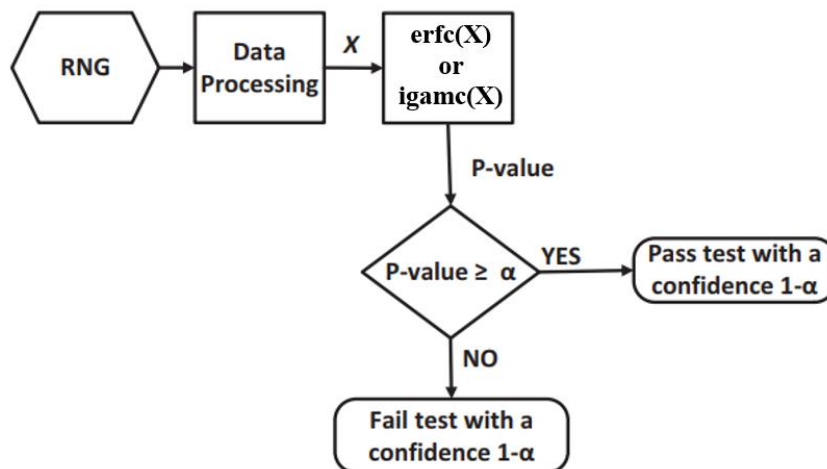 RNG
Data
Processing
X
erfc(X)
or
igamc(X)
P-value
P-value ≥ α
YES
Pass test with a
confidence 1-α
NO
Fail test with a
confidence 1-α